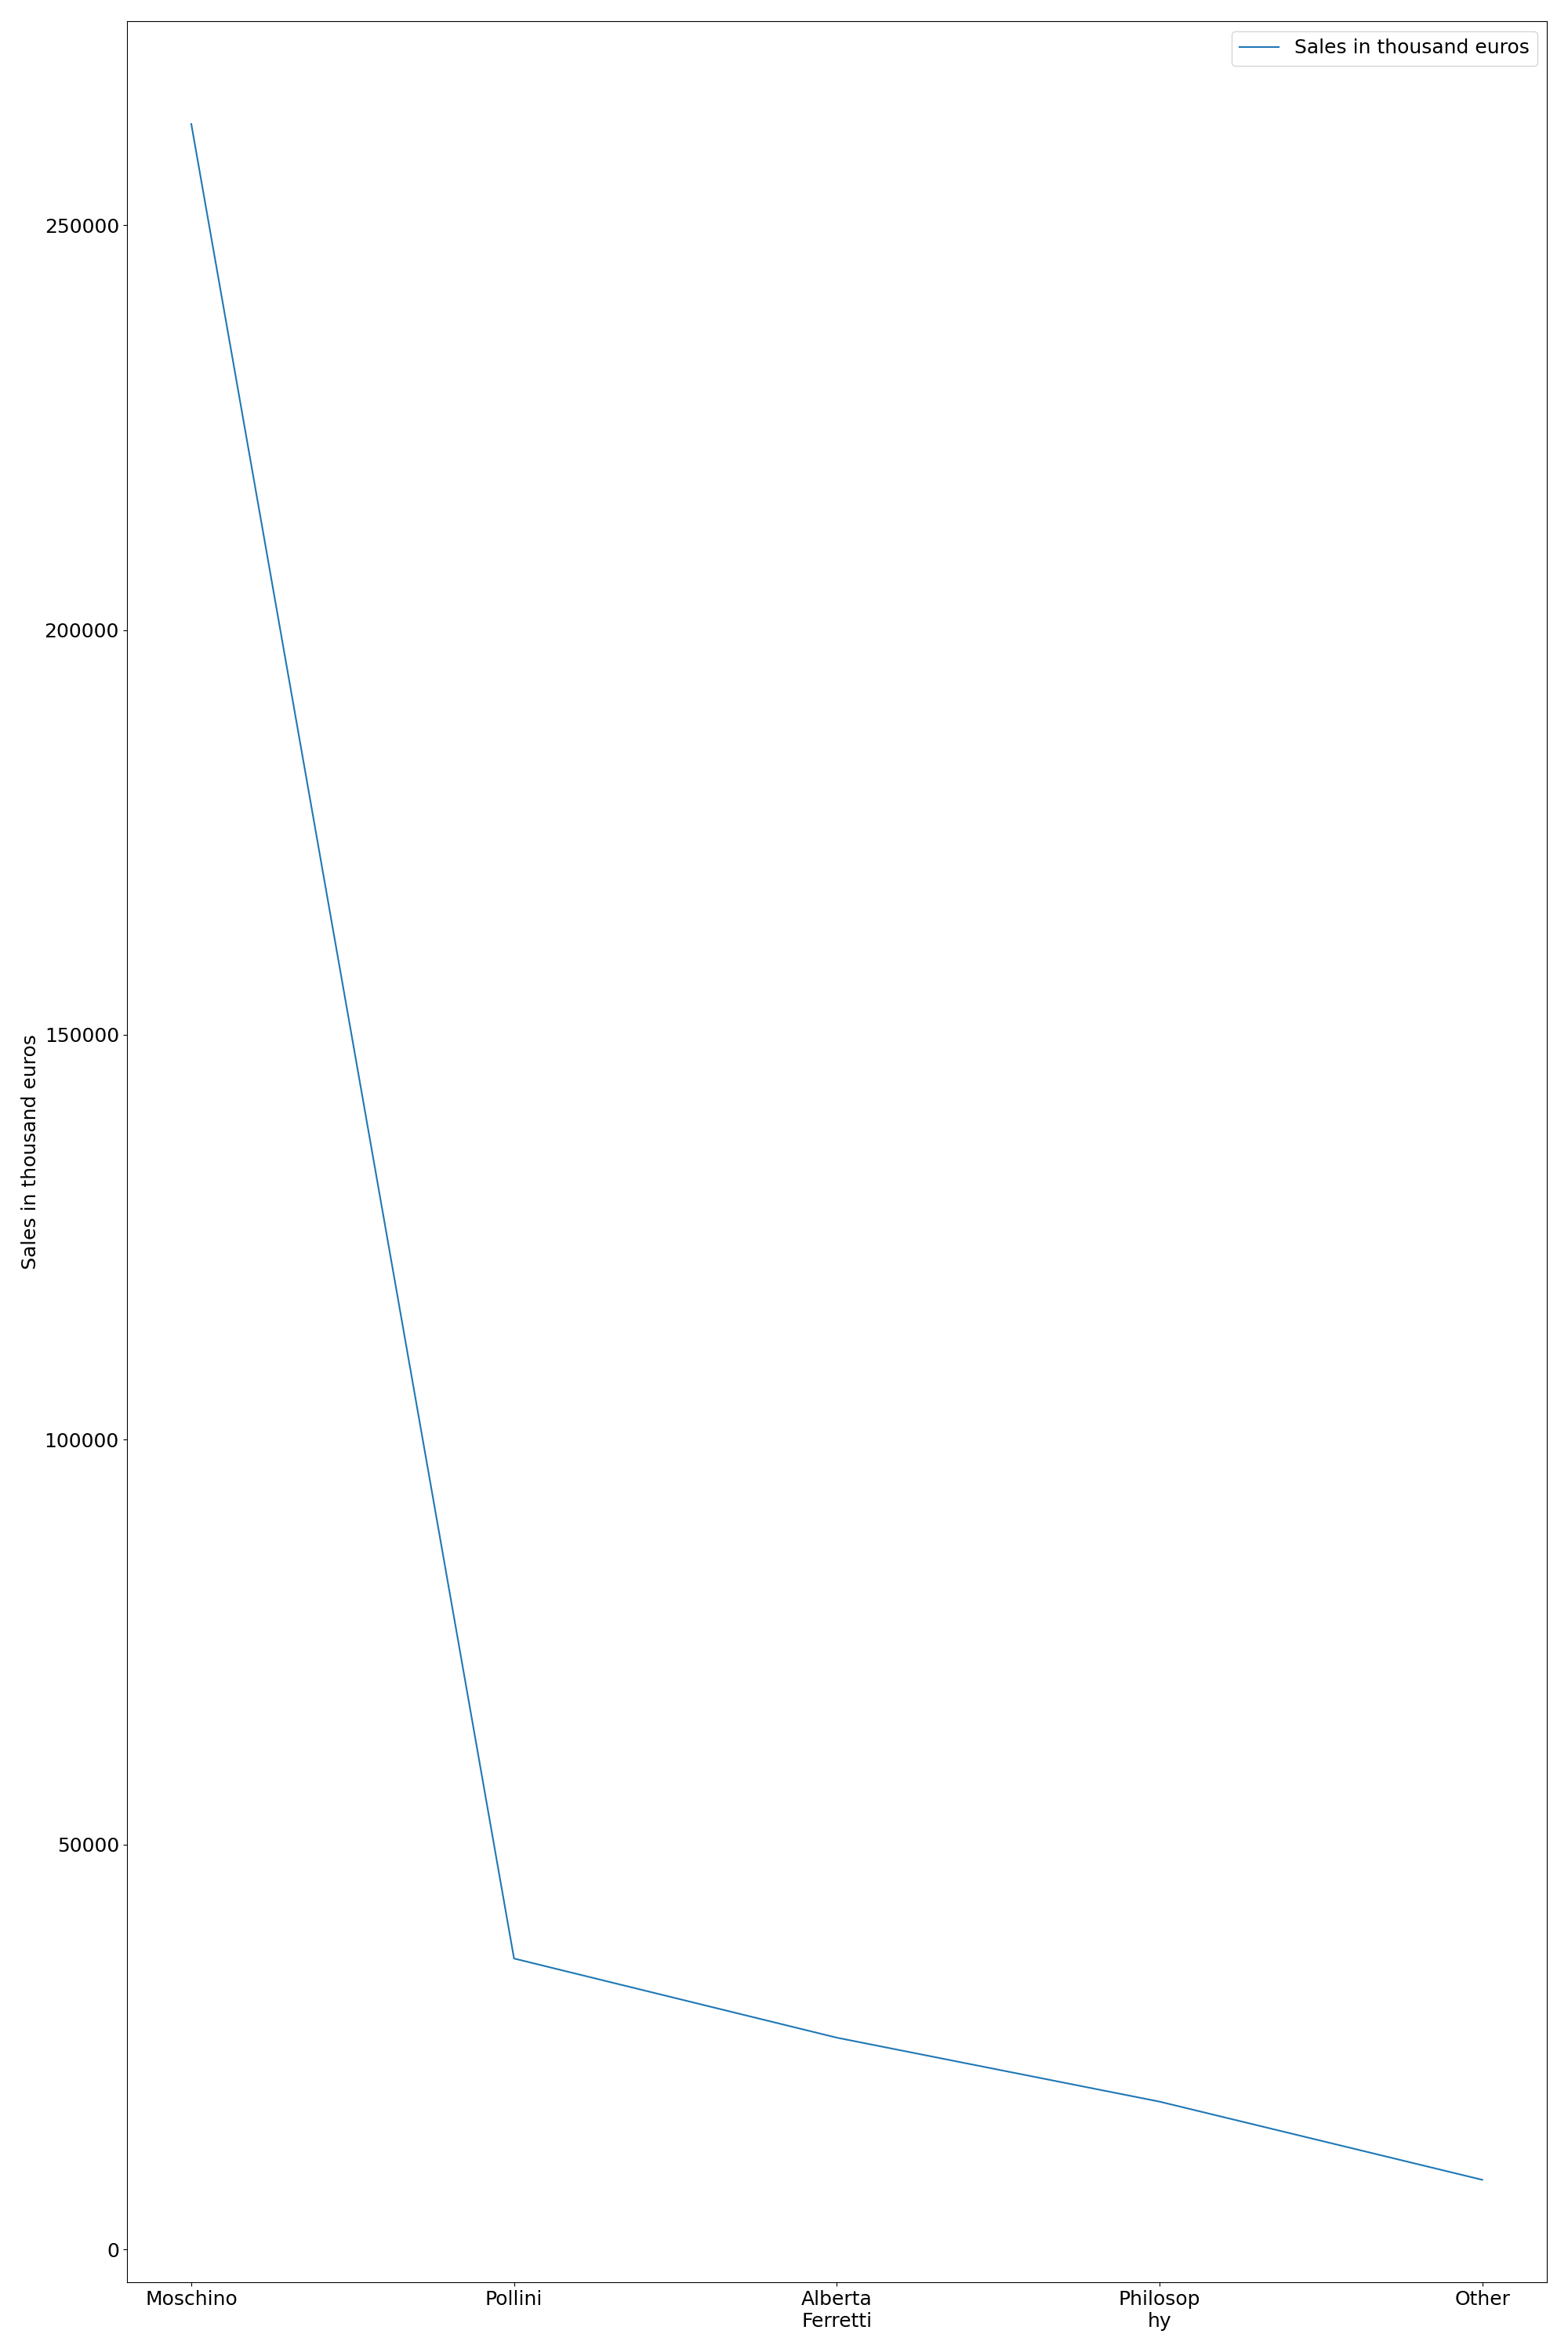 Sales in thousand euros
250000
200000
150000
100000
50000
0
Sales in thousand euros
Moschino
Pollini
Alberta
Ferretti
Philosop
hy
Other